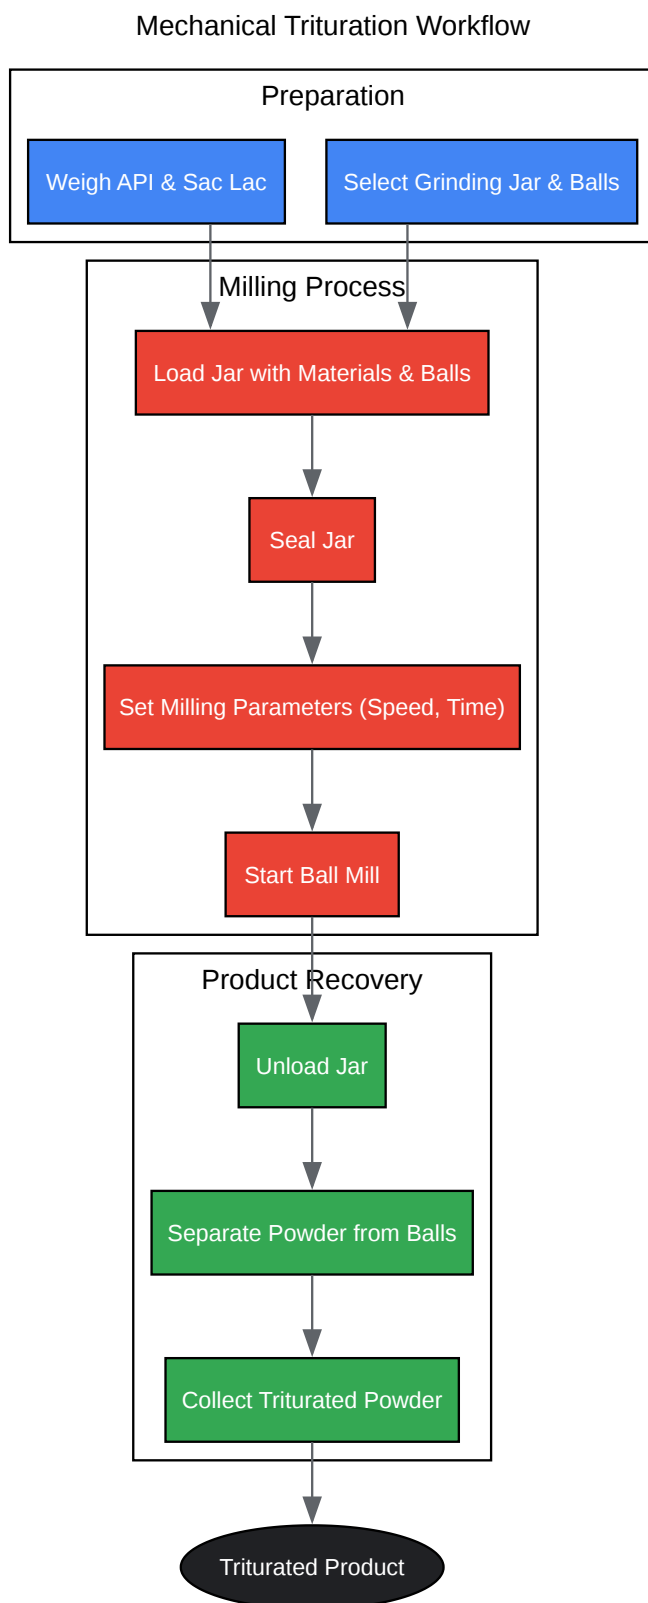 Mechanical Trituration Workflow
Preparation
Weigh API & Sac Lac
Select Grinding Jar & Balls
Milling Process
Load Jar with Materials & Balls
Seal Jar
Set Milling Parameters (Speed, Time)
Start Ball Mill
Product Recovery
Unload Jar
Separate Powder from Balls
Collect Triturated Powder
Triturated Product